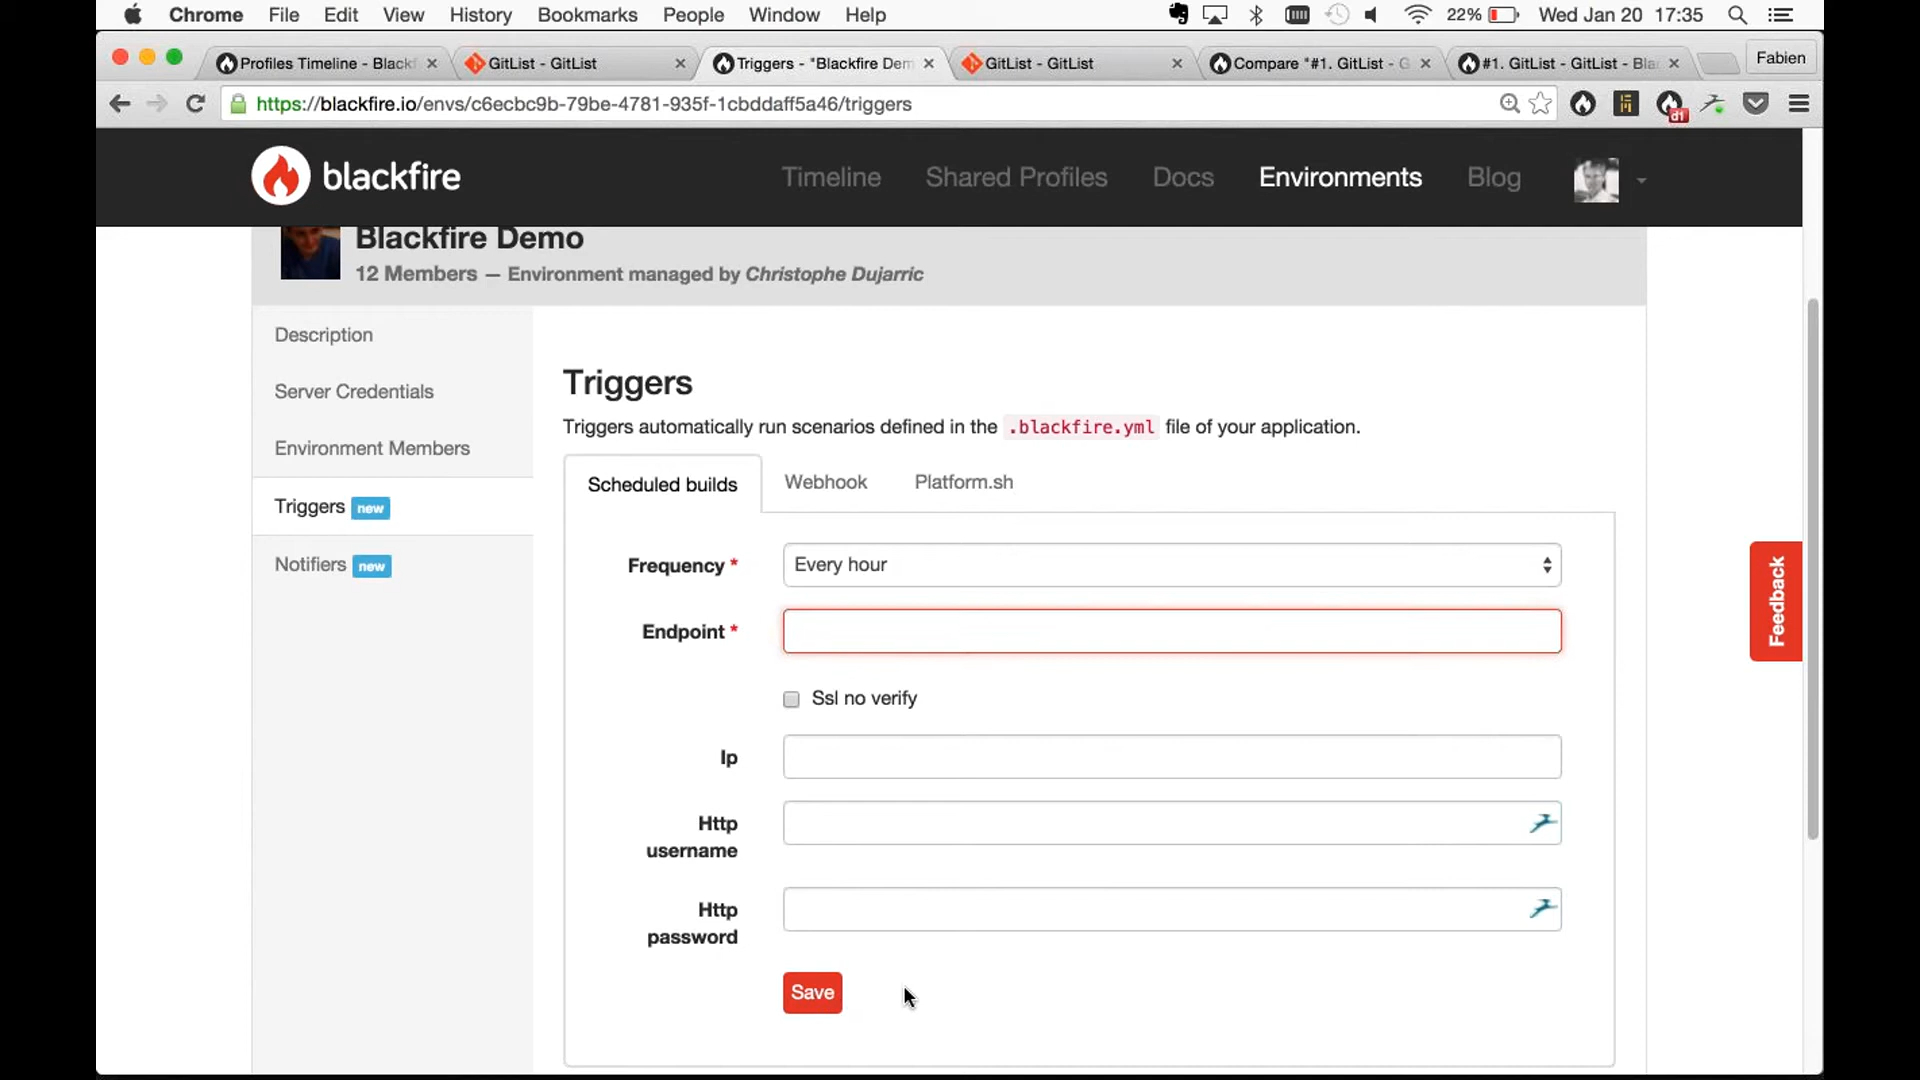 Chrome File Edit View History Bookmarks People Window Help 22% Wed Jan 20 17:35
Profiles Timeline - Blackf GitList - GitList Triggers - "Blackfire Dem GitList - GitList Compare "#1. GitList - G #1. GitList - GitList - Bla Fabien
https://blackfire.io/envs/c6ecbc9b-79be-4781-935f-1cbddaff5a46/triggers d1
blackfire Timeline Shared Profiles Docs Environments Blog
Blackfire Demo
12 Members — Environment managed by Christophe Dujarric
Description
Server Credentials
Environment Members
Triggers new
Notifiers new
Triggers
Triggers automatically run scenarios defined in the .blackfire.yml file of your application.
Scheduled builds Webhook Platform.sh
Frequency * Every hour
Endpoint *
Ssl no verify
Ip
Http
username
Http
password
Save
Feedback